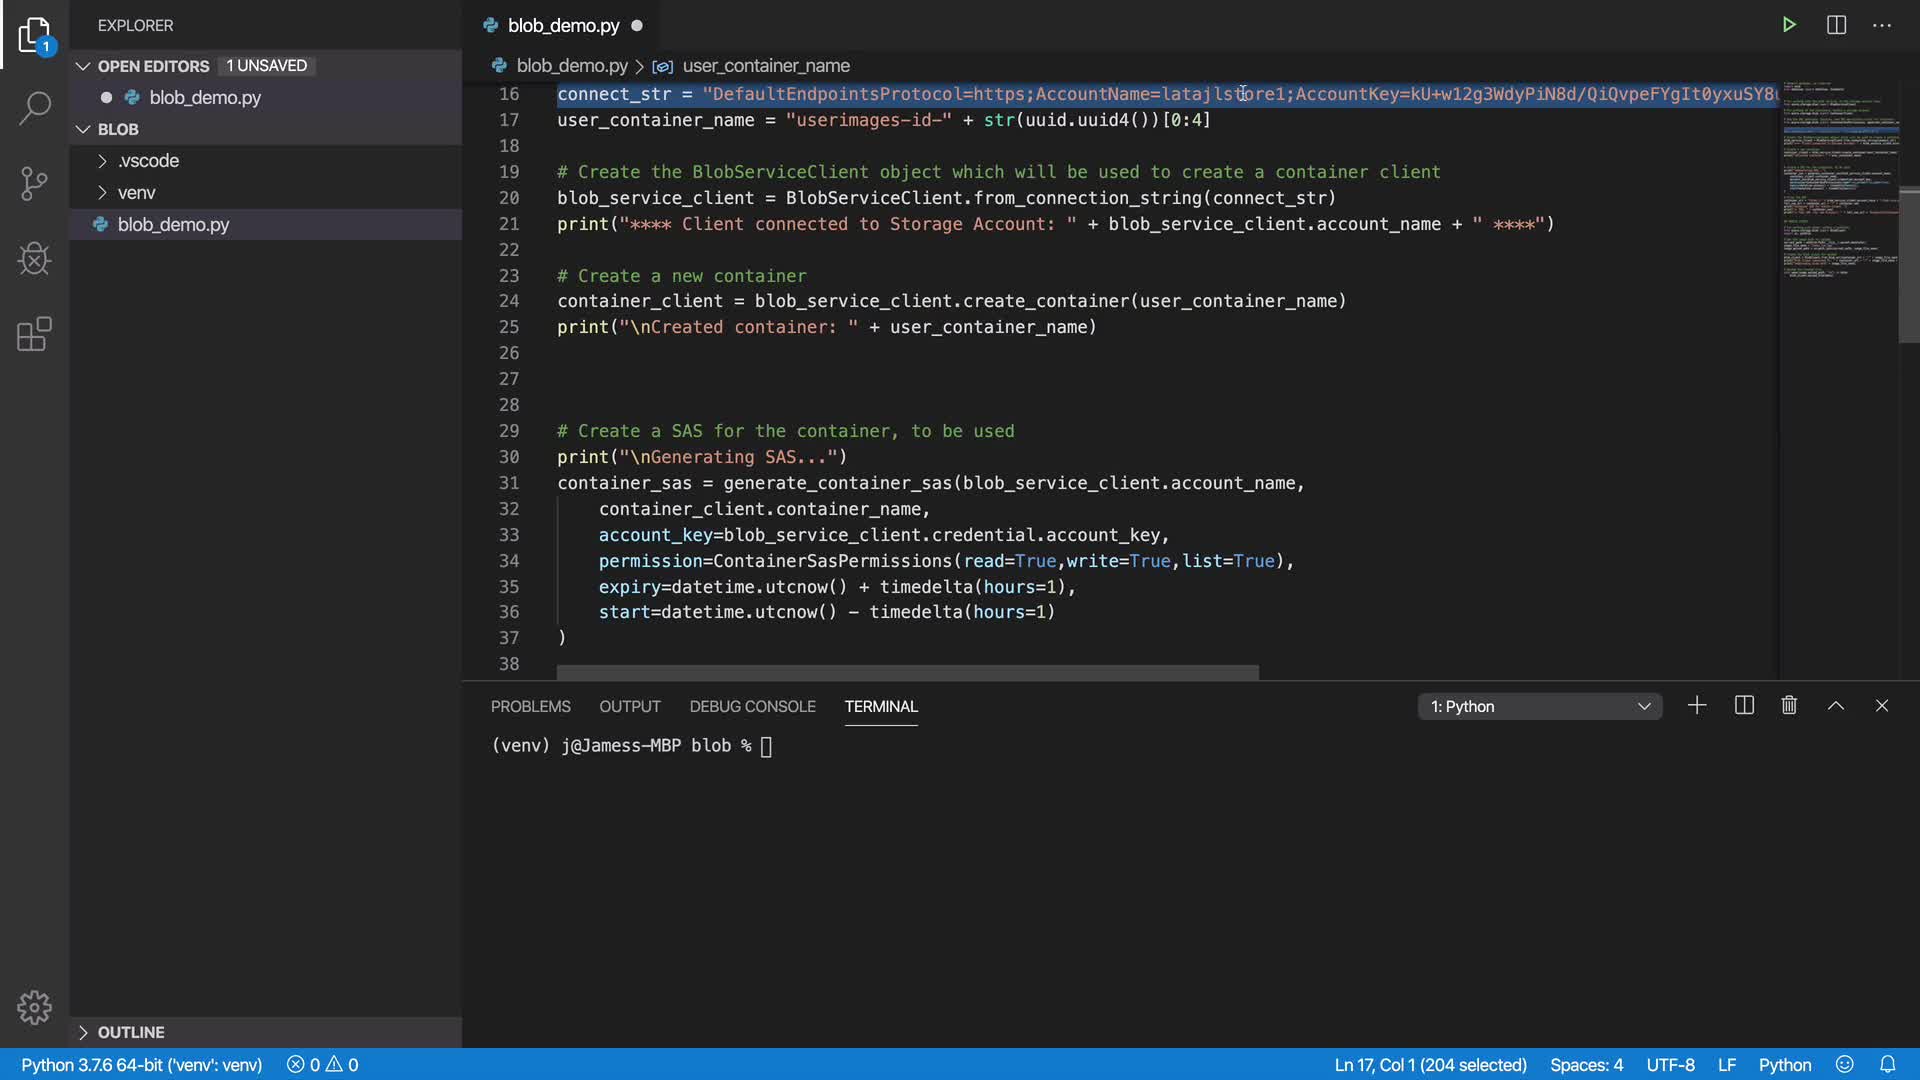 EXPLORER
OPEN EDITORS 1 UNSAVED
blob_demo.py
BLOB
.vscode
venv
blob_demo.py
OUTLINE
1
blob_demo.py
blob_demo.py > user_container_name
16 connect_str = "DefaultEndpointsProtocol=https;AccountName=latajlstore1;AccountKey=kU+w12g3WdyPiN8d/QiQvpeFYgIt0yxuSY8
17 user_container_name = "userimages-id-" + str(uuid.uuid4())[0:4]
18
19 # Create the BlobServiceClient object which will be used to create a container client
20 blob_service_client = BlobServiceClient.from_connection_string(connect_str)
21 print("**** Client connected to Storage Account: " + blob_service_client.account_name + " ****")
22
23 # Create a new container
24 container_client = blob_service_client.create_container(user_container_name)
25 print("\nCreated container: " + user_container_name)
26
27
28
29 # Create a SAS for the container, to be used
30 print("\nGenerating SAS...")
31 container_sas = generate_container_sas(blob_service_client.account_name,
32 container_client.container_name,
33 account_key=blob_service_client.credential.account_key,
34 permission=ContainerSasPermissions(read=True,write=True,list=True),
35 expiry=datetime.utcnow() + timedelta(hours=1),
36 start=datetime.utcnow() - timedelta(hours=1)
37 )
38
PROBLEMS OUTPUT DEBUG CONSOLE TERMINAL 1: Python
(venv) j@Jamess-MBP blob %
Python 3.7.6 64-bit ('venv': venv) 0 0 Ln 17, Col 1 (204 selected) Spaces: 4 UTF-8 LF Python